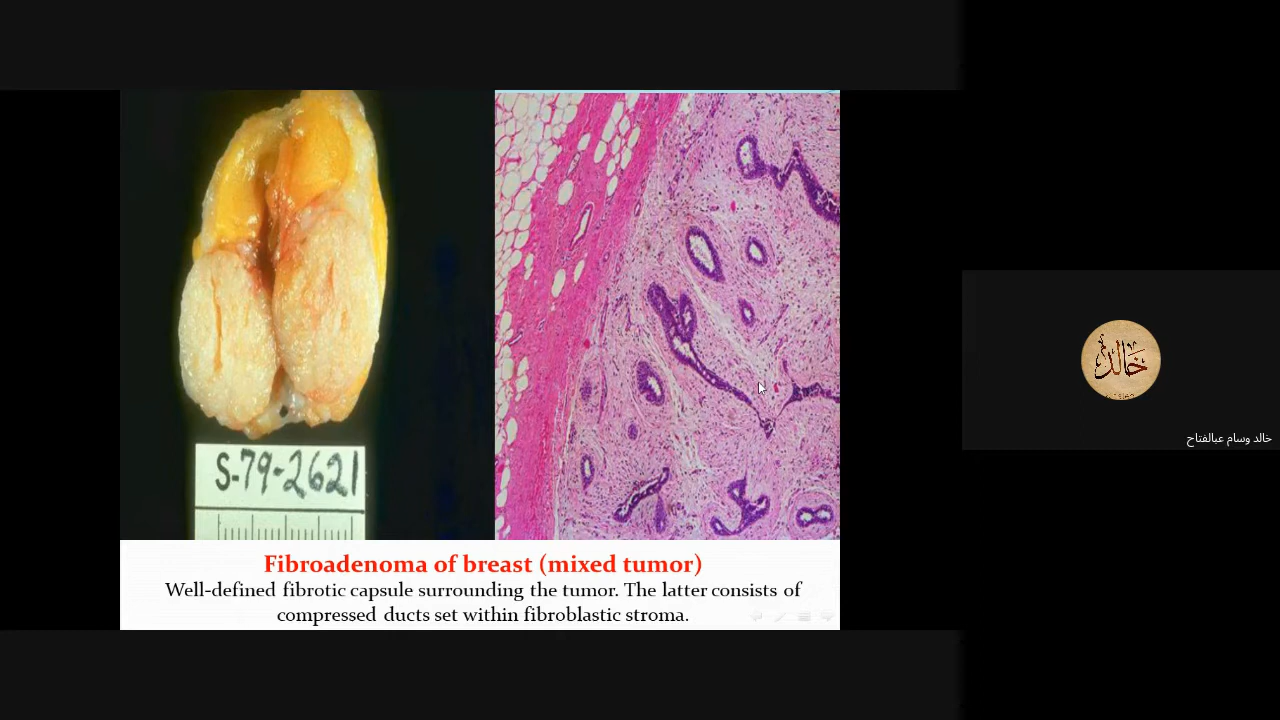 S-79-2621
Fibroadenoma of breast (mixed tumor)
Well-defined fibrotic capsule surrounding the tumor. The latter consists of
compressed ducts set within fibroblastic stroma.
خالد
خالد وسام عبالفتاح